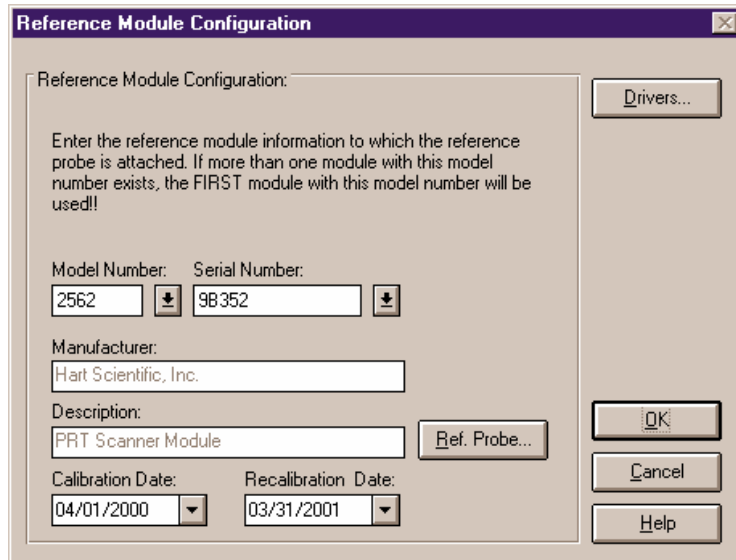 Reference Module Configuration
Reference Module Configuration:
Drivers...
Enter the reference module information to which the reference
probe is attached. If more than one module with this model
number exists, the FIRST module with this model number will be
used!!
Model Number: Serial Number:
2562 9B352
Manufacturer:
Hart Scientific, Inc.
Description:
PRT Scanner Module Ref. Probe...
OK
Calibration Date: Recalibration Date:
04/01/2000 03/31/2001
Cancel
Help